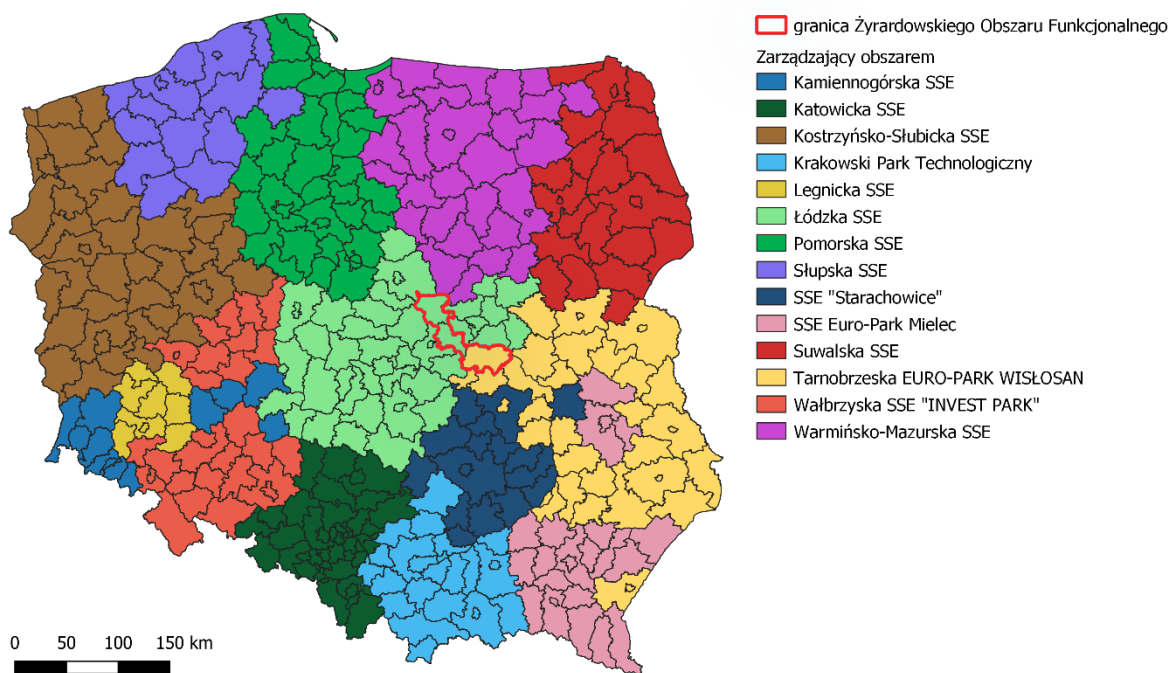 granica Żyrardowskiego Obszaru Funkcjonalnego
Zarządzający obszarem
Kamiennogórska SSE
Katowicka SSE
Kostrzyńsko-Słubicka SSE
Krakowski Park Technologiczny
Legnicka SSE
Łódzka SSE
Pomorska SSE
Słupska SSE
SSE "Starachowice"
SSE Euro-Park Mielec
Suwalska SSE
Tarnobrzeska EURO-PARK WISŁOSAN
Wałbrzyska SSE "INVEST PARK"
Warmińsko-Mazurska SSE
0 50 100 150 km